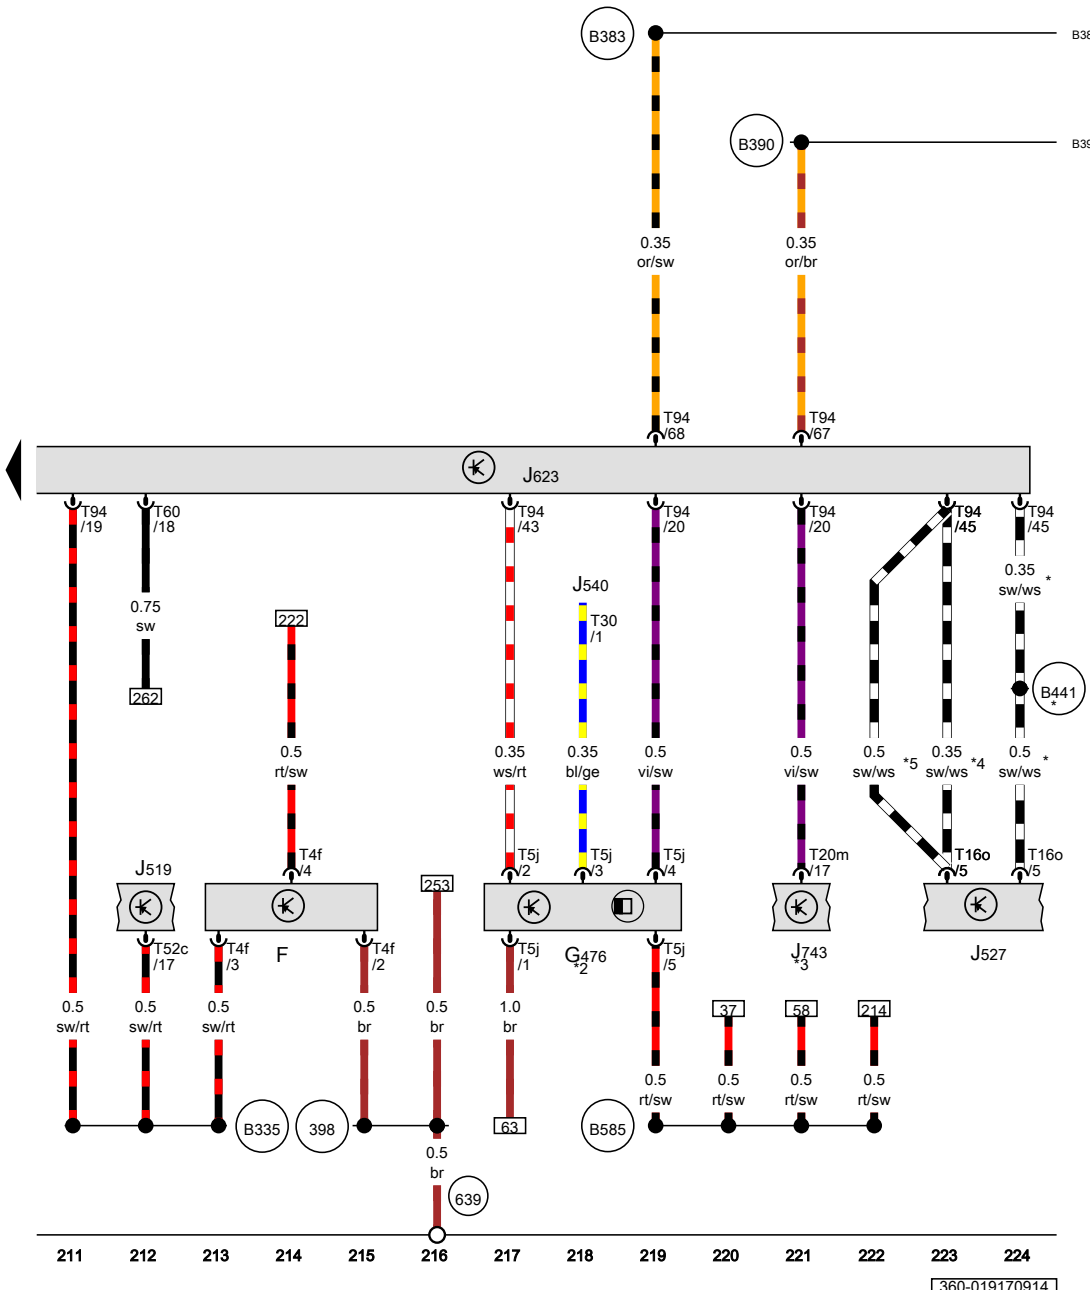 B383
B38
B390
B39
0.35
or/sw
0.35
or/br
T94
/68
T94
/67
J623
T94
/19
T60
/18
T94
/43
T94
/20
T94
/20
T94
/45
T94
/45
0.35
sw/ws *
J540
T30
/1
0.75
sw
222
262
B441
*
0.5
rt/sw
0.35
ws/rt
0.35
bl/ge
0.5
vi/sw
0.5
vi/sw
0.5
sw/ws *5
0.35
sw/ws *4
0.5
sw/ws *
J519
T4f
/4
253
T5j
/2
T5j
/3
T5j
/4
T20m
/17
T16o
/5
T16o
/5
T52c
/17
T4f
/3
F
T4f
/2
T5j
/1
G476
*2
T5j
/5
J743
*3
J527
0.5
sw/rt
0.5
sw/rt
0.5
sw/rt
0.5
br
0.5
br
1.0
br
37
58
214
0.5
rt/sw
0.5
rt/sw
0.5
rt/sw
0.5
rt/sw
B335
398
63
B585
0.5
br
639
211 212 213 214 215 216 217 218 219 220 221 222 223 224
360-019170914